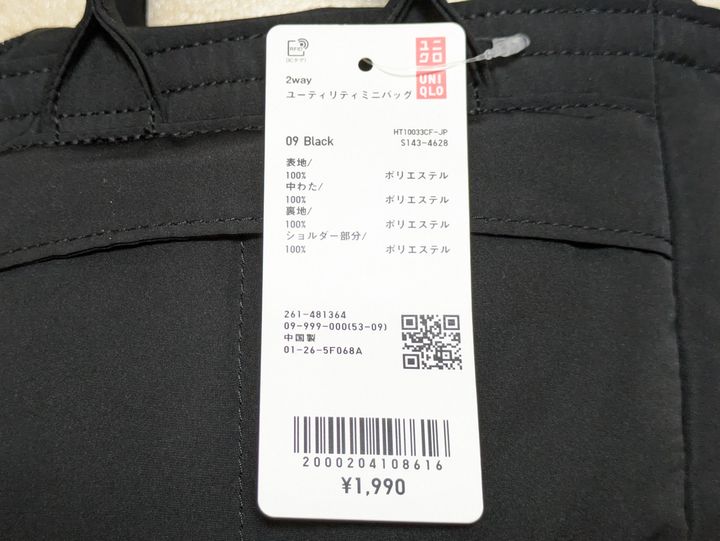 RFID
(ICタグ)
ユニ
クロ
UNI
QLO
2way
ユーティリティミニバッグ
09 Black
HT10033CF-JP
S143-4628
表地/
100% ポリエステル
中わた/
100% ポリエステル
裏地/
100% ポリエステル
ショルダー部分/
100% ポリエステル
261-481364
09-999-000(53-09)
中国製
01-26-5F068A
2000204108616
¥1,990